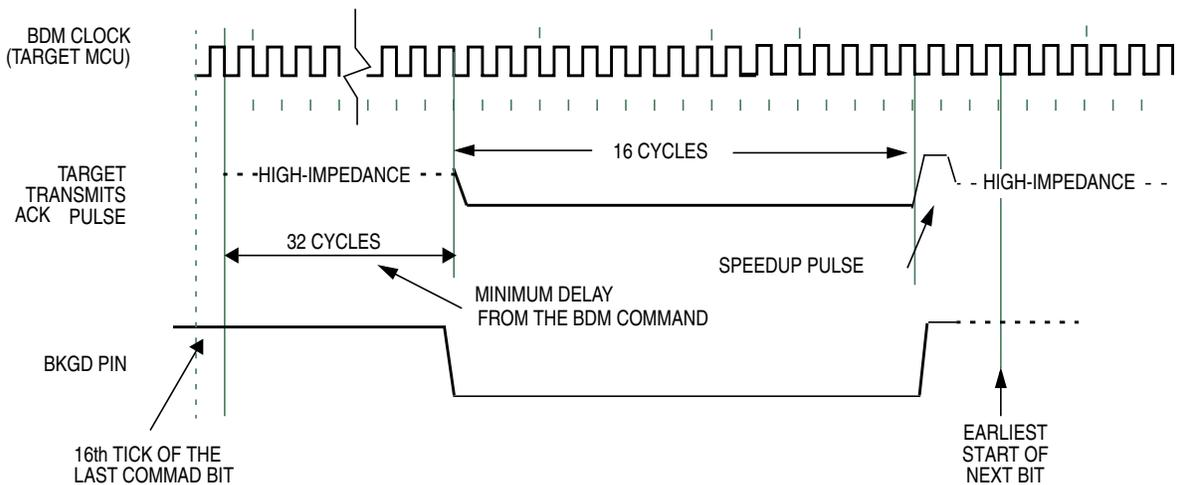 BDM CLOCK
(TARGET MCU)
16 CYCLES
TARGET
TRANSMITS
ACK PULSE
HIGH-IMPEDANCE
HIGH-IMPEDANCE
32 CYCLES
SPEEDUP PULSE
MINIMUM DELAY
FROM THE BDM COMMAND
BKGD PIN
16th TICK OF THE
LAST COMMAD BIT
EARLIEST
START OF
NEXT BIT